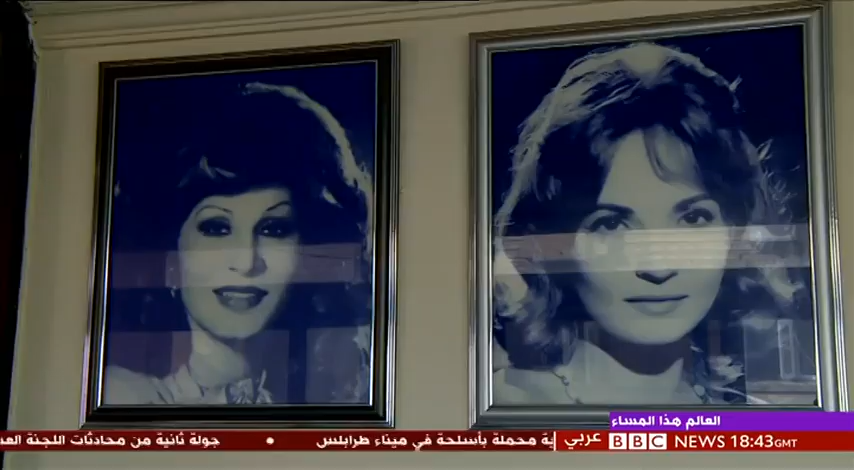 العالم هذا المساء
عربي BBC NEWS 18:43GMT
محملة بأسلحة في ميناء طرابلس • جولة ثانية من محادثات اللجنة